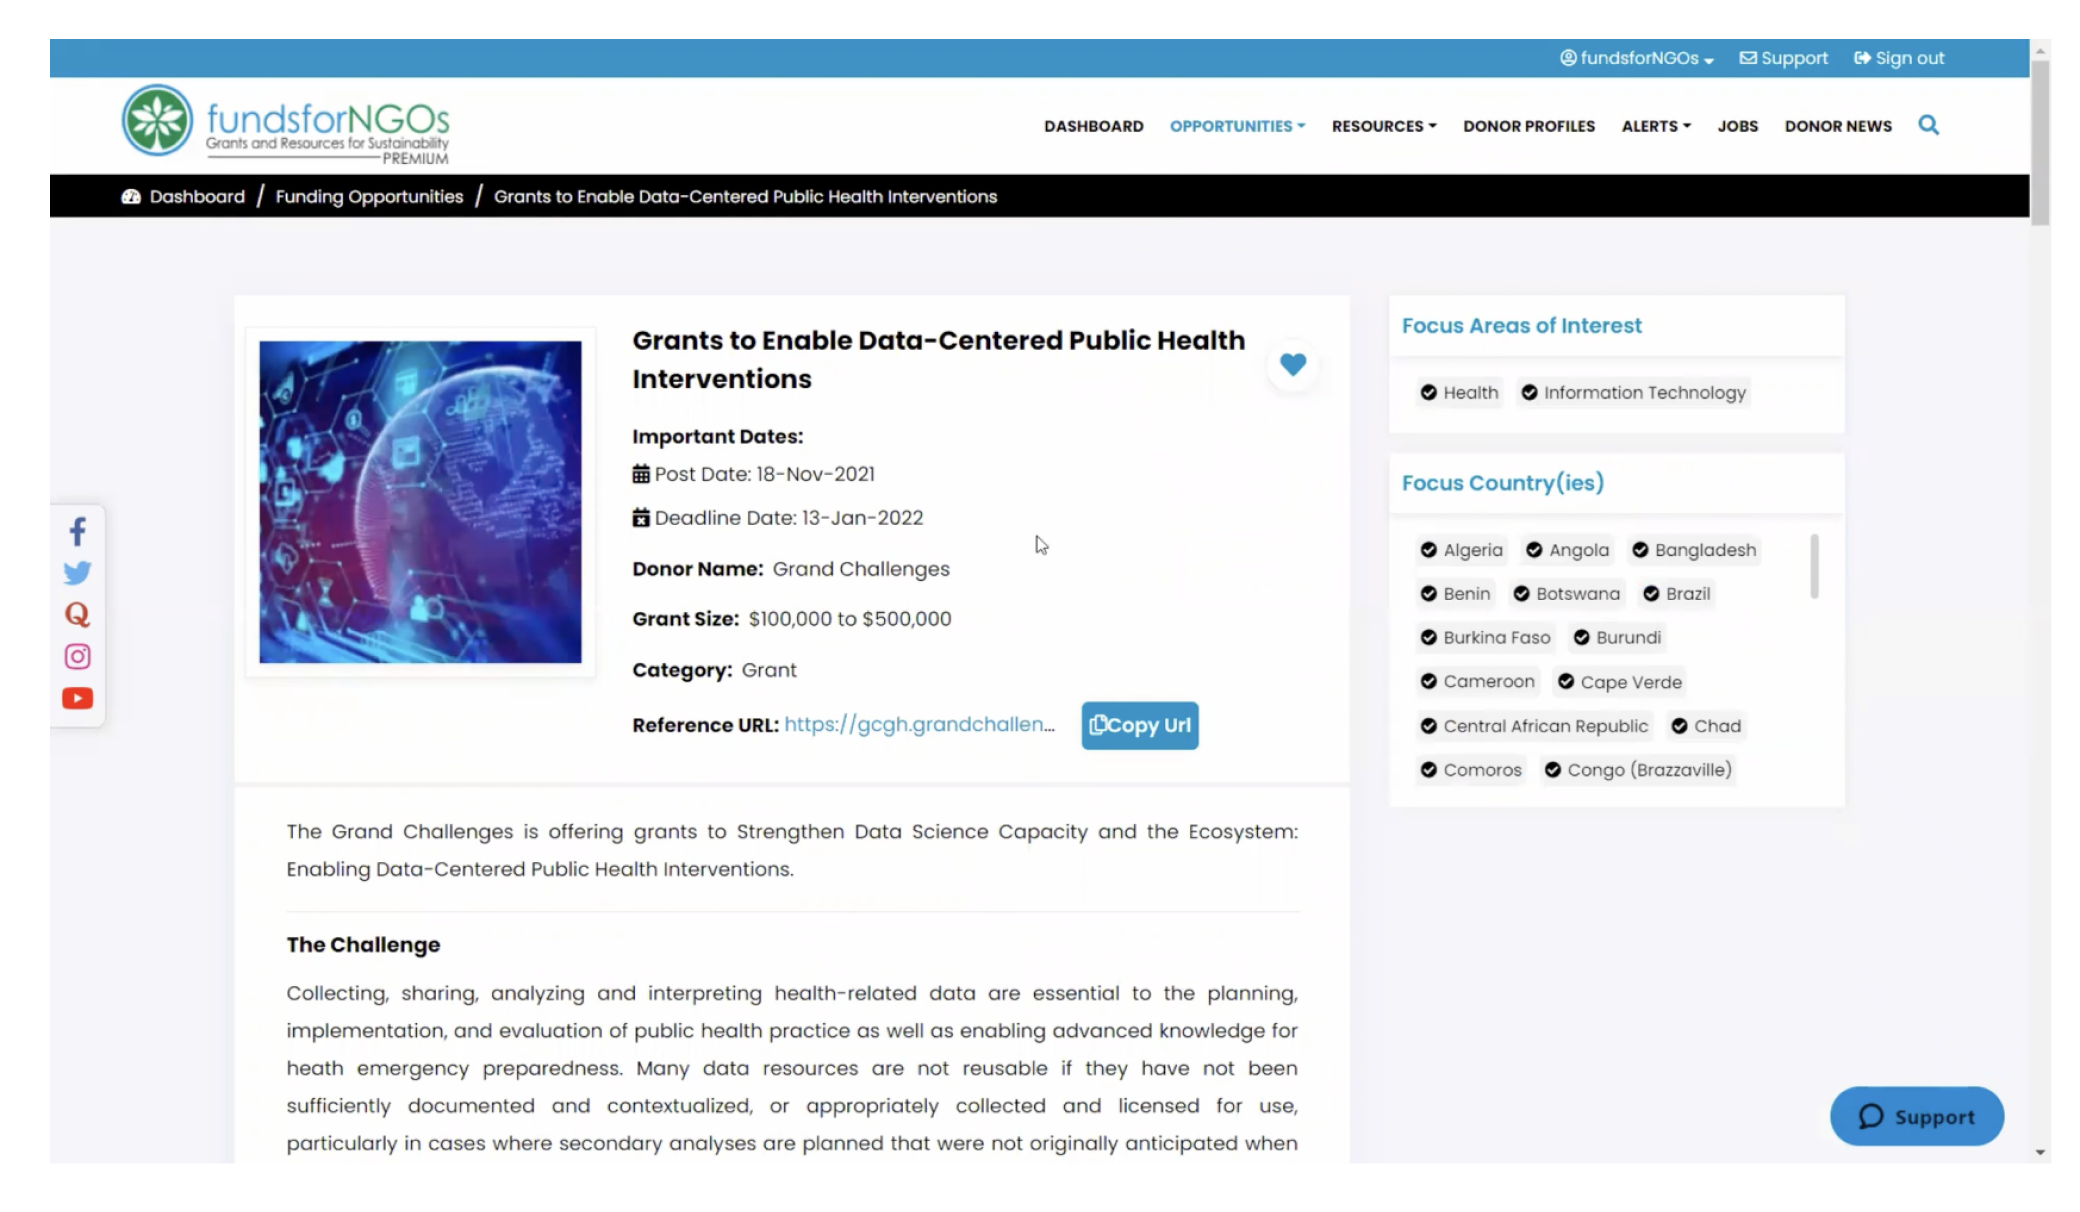 fundsforNGOs
Support
Sign out
fundsforNGOs
Grants and Resources for Sustainability
PREMIUM
DASHBOARD
OPPORTUNITIES
RESOURCES
DONOR PROFILES
ALERTS
JOBS
DONOR NEWS
Dashboard / Funding Opportunities / Grants to Enable Data-Centered Public Health Interventions
Grants to Enable Data-Centered Public Health
Interventions
Important Dates:
Post Date: 18-Nov-2021
Deadline Date: 13-Jan-2022
Donor Name: Grand Challenges
Grant Size: $100,000 to $500,000
Category: Grant
Reference URL: https://gcgh.grandchallen...
Copy Url
The Grand Challenges is offering grants to Strengthen Data Science Capacity and the Ecosystem:
Enabling Data-Centered Public Health Interventions.
The Challenge
Collecting, sharing, analyzing and interpreting health-related data are essential to the planning,
implementation, and evaluation of public health practice as well as enabling advanced knowledge for
heath emergency preparedness. Many data resources are not reusable if they have not been
sufficiently documented and contextualized, or appropriately collected and licensed for use,
particularly in cases where secondary analyses are planned that were not originally anticipated when
Focus Areas of Interest
Health
Information Technology
Focus Country(ies)
Algeria
Angola
Bangladesh
Benin
Botswana
Brazil
Burkina Faso
Burundi
Cameroon
Cape Verde
Central African Republic
Chad
Comoros
Congo (Brazzaville)
Support